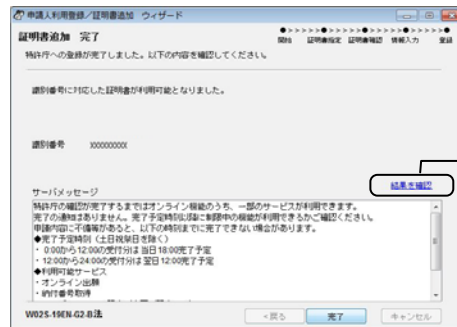 申請人利用登録/証明書追加 ウィザード
証明書追加 完了
●>>>>>●>>>>>●>>>>>●>>>>>●
開始 証明書指定 証明書確認 情報入力 登録
特許庁への登録が完了しました。以下の内容を確認してください。
識別番号に対応した証明書が利用可能となりました。
識別番号 XXXXXXXXX
結果を確認
サーバメッセージ
特許庁の確認が完了するまではオンライン機能のうち、一部のサービスが利用できます。
完了の通知はありません。完了予定時刻以降に制限中の機能が利用できるかご確認ください。
申請内容に不備等があると、以下の時刻までに完了できない場合があります。
◆完了予定時刻(土日祝祭日を除く)
・ 0:00から12:00の受付分は 当日 18:00完了予定
・ 12:00から24:00の受付分は 翌日 12:00完了予定
◆利用可能サービス
・オンライン出願
・納付番号取得
W02S-19EN-G2-B法
<戻る
完了
キャンセル